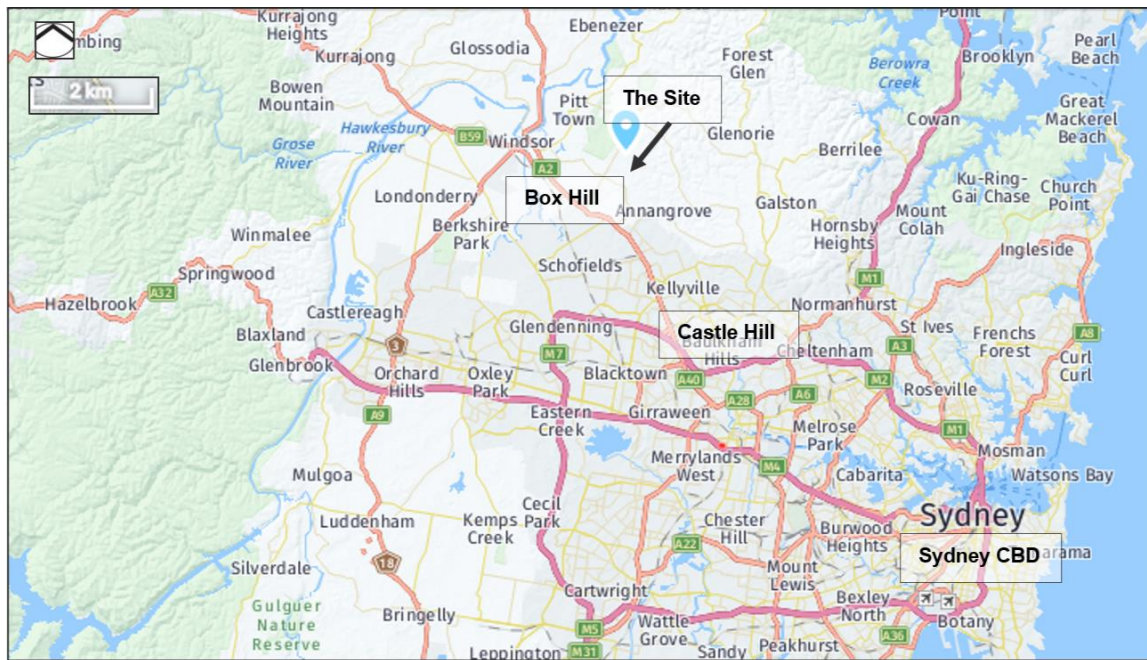 Kurrajong
Heights
Ebenezer
Point
Brooklyn
Pearl
Beach
mbing
Glossodia
Forest
Glen
Berowra
Creek
Kurrajong
2 km
Bowen
Mountain
Pitt
Town
The Site
Great
Mackerel
Beach
Cowan
Hawkesbury
River
B59
Windsor
Glenorie
Grose
River
Berrilee
A2
Ku-Ring-
Gai Chase
Church
Point
Londonderry
Box Hill
Annangrove
Galston
Hornsby
Heights
Mount
Colah
Berkshire
Park
Winmalee
Ingleside
Schofields
Springwood
Kellyville
M1
Hazelbrook
A32
Castlereagh
Normanhurst
St Ives
Blaxland
Glendenning
Castle Hill
Baulkham
Hills
Cheltenham
A3
Frenchs
Forest
A8
3
M7
Curl
Curl
Glenbrook
Orchard
Hills
Oxley
Park
Blacktown
A40
M2
Roseville
A28
A6
A9
Eastern
Creek
Girraween
Melrose
Park
M1
Mosman
Merrylands
West
M4
Cabarita
Watsons Bay
Mulgoa
Cecil
Park
Sydney
Luddenham
Kemps
Creek
Chester
Hill
Burwood
Heights
A22
Sydney CBD
arama
18
Silverdale
Mount
Lewis
Cartwright
Bexley
North
Gulguer
Nature
Reserve
Bringelly
Wattle
Grove
Botany
M5
A36
Leppington
M31
Sandy
Peakhurst